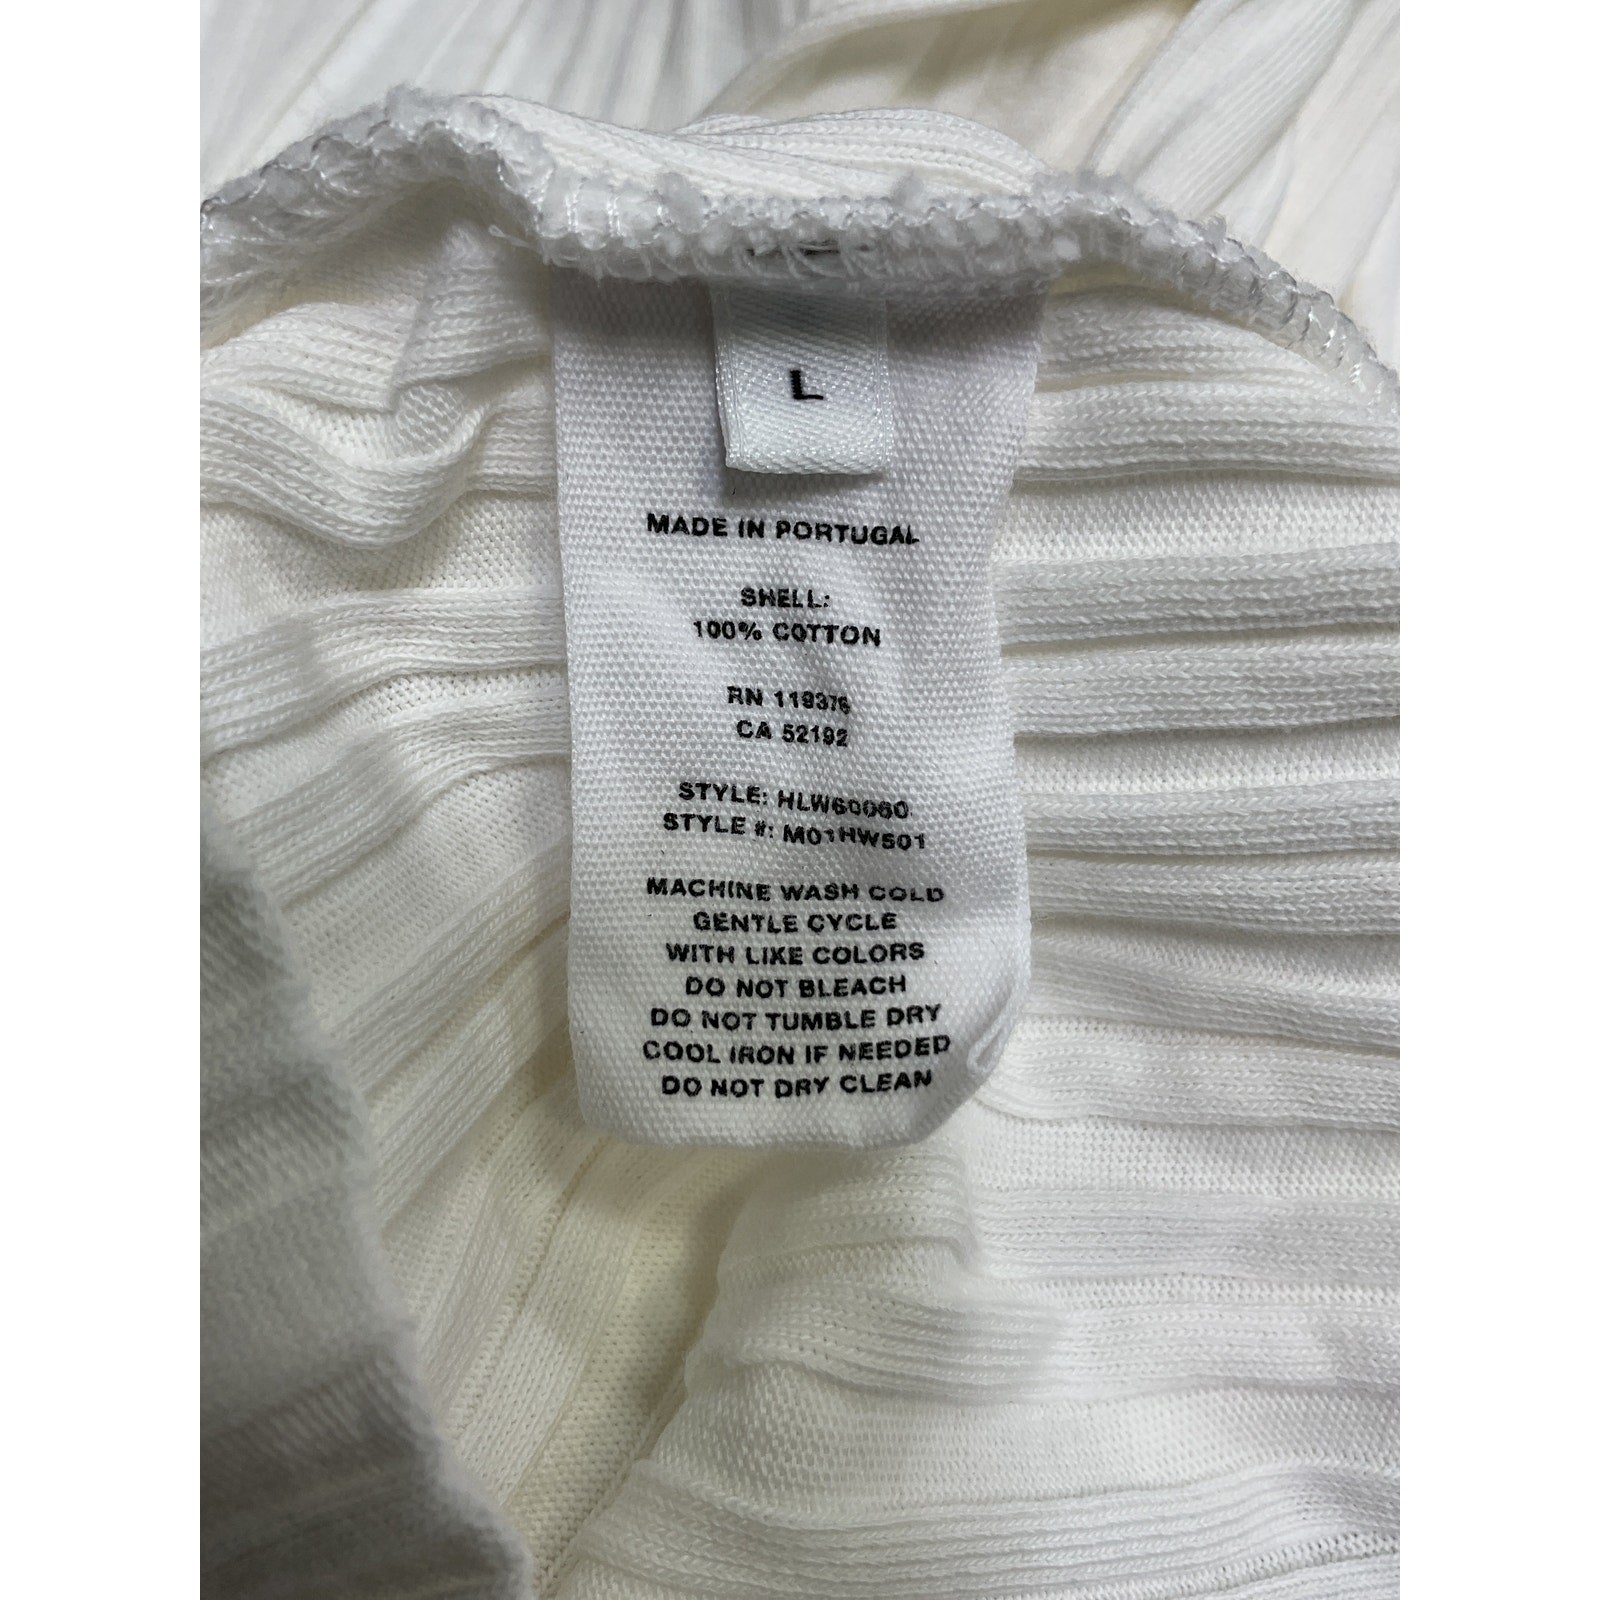 L
MADE IN PORTUGAL
SHELL:
100% COTTON
RN 119376
CA 52192
STYLE: HLW60060
STYLE #: M01HW501
MACHINE WASH COLD
GENTLE CYCLE
WITH LIKE COLORS
DO NOT BLEACH
DO NOT TUMBLE DRY
COOL IRON IF NEEDED
DO NOT DRY CLEAN